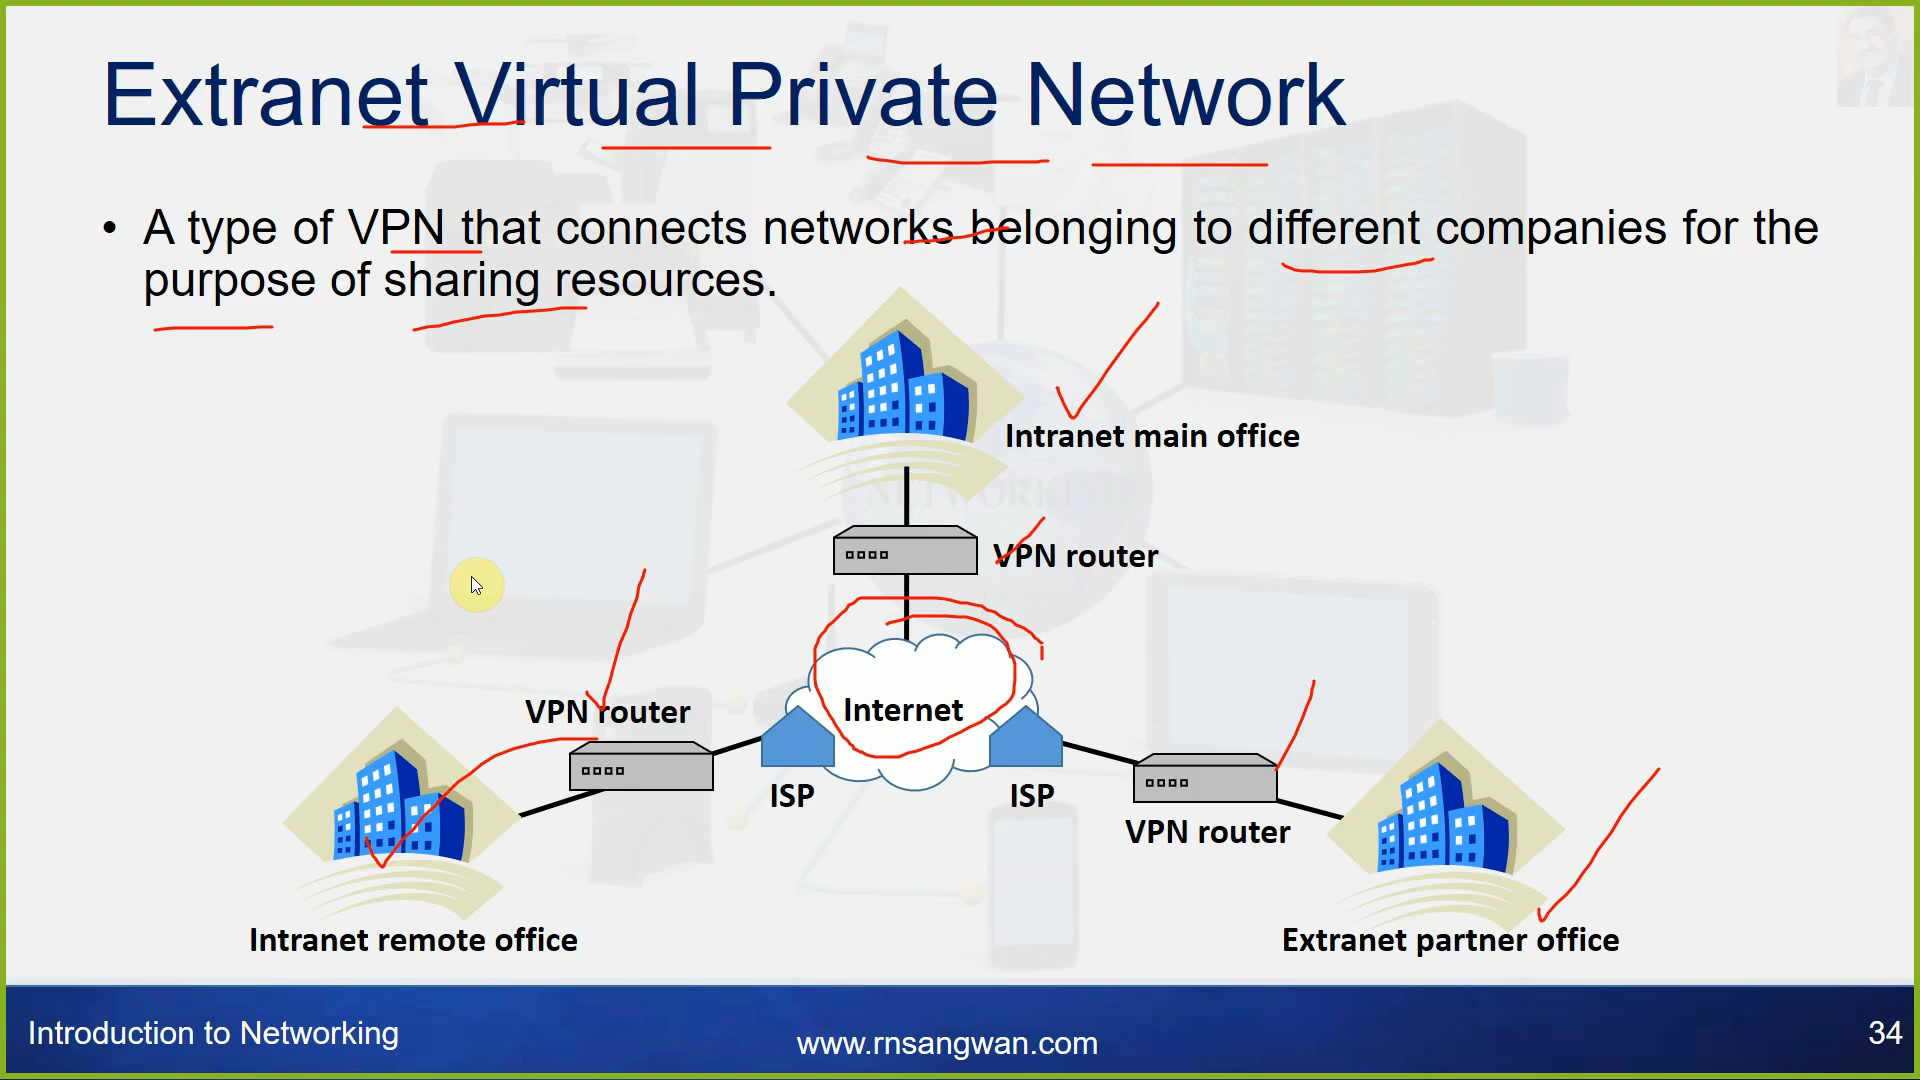 Extranet Virtual Private Network
• A type of VPN that connects networks belonging to different companies for the
purpose of sharing resources.
Intranet main office
VPN router
Internet
VPN router
ISP
ISP
VPN router
Intranet remote office
Extranet partner office
Introduction to Networking
www.rnsangwan.com
34